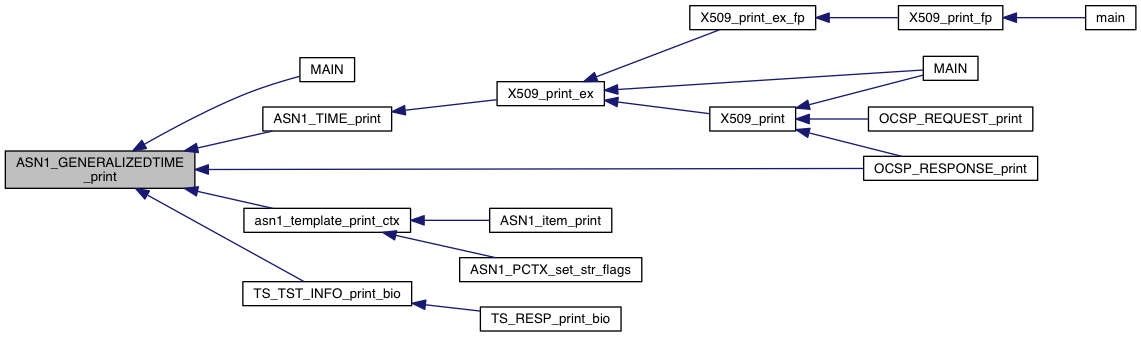 X509_print_ex_fp
X509_print_fp
main
MAIN
MAIN
X509_print_ex
ASN1_TIME_print
X509_print
OCSP_REQUEST_print
ASN1_GENERALIZEDTIME
_print
OCSP_RESPONSE_print
asn1_template_print_ctx
ASN1_item_print
ASN1_PCTX_set_str_flags
TS_TST_INFO_print_bio
TS_RESP_print_bio